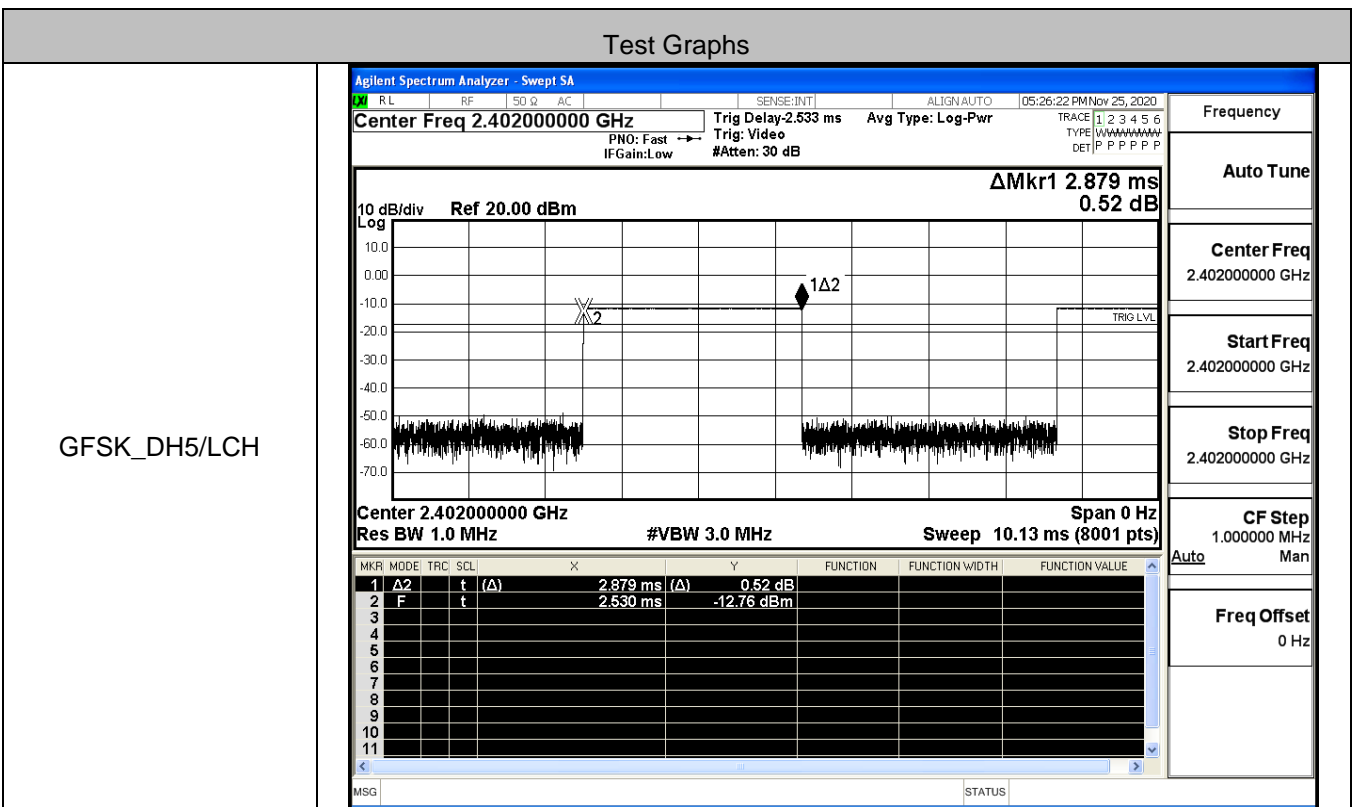 Test Graphs
GFSK_DH5/LCH
Agilent Spectrum Analyzer - Swept SA
LXI RL RF 50 Ω AC SENSE:INT ALIGN AUTO 05:26:22 PM Nov 25, 2020
Center Freq 2.402000000 GHz
PNO: Fast
IFGain:Low
Trig Delay-2.533 ms
Trig: Video
#Atten: 30 dB
Avg Type: Log-Pwr
TRACE 1 2 3 4 5 6
TYPE WWWWWW
DET P P P P P P
ΔMkr1 2.879 ms
0.52 dB
10 dB/div Ref 20.00 dBm
Log
10.0
0.00
-10.0
-20.0
-30.0
-40.0
-50.0
-60.0
-70.0
1Δ2
2
TRIG LVL
Center 2.402000000 GHz Span 0 Hz
Res BW 1.0 MHz #VBW 3.0 MHz Sweep 10.13 ms (8001 pts)
MKR MODE TRC SCL X Y FUNCTION FUNCTION WIDTH FUNCTION VALUE
1 Δ2 t (Δ) 2.879 ms (Δ) 0.52 dB
2 F t 2.530 ms -12.76 dBm
3
4
5
6
7
8
9
10
11
MSG STATUS
Frequency
Auto Tune
Center Freq
2.402000000 GHz
Start Freq
2.402000000 GHz
Stop Freq
2.402000000 GHz
CF Step
1.000000 MHz
Auto Man
Freq Offset
0 Hz